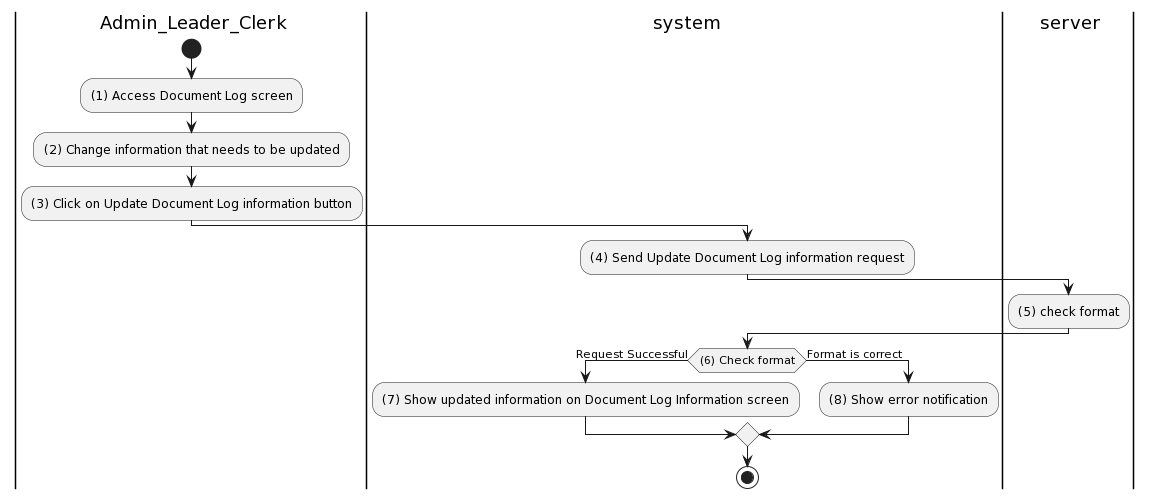 Admin_Leader_Clerk
system
server
(1) Access Document Log screen
(2) Change information that needs to be updated
(3) Click on Update Document Log information button
(4) Send Update Document Log information request
(5) check format
Request Successful
(6) Check format
Format is correct
(7) Show updated information on Document Log Information screen
(8) Show error notification